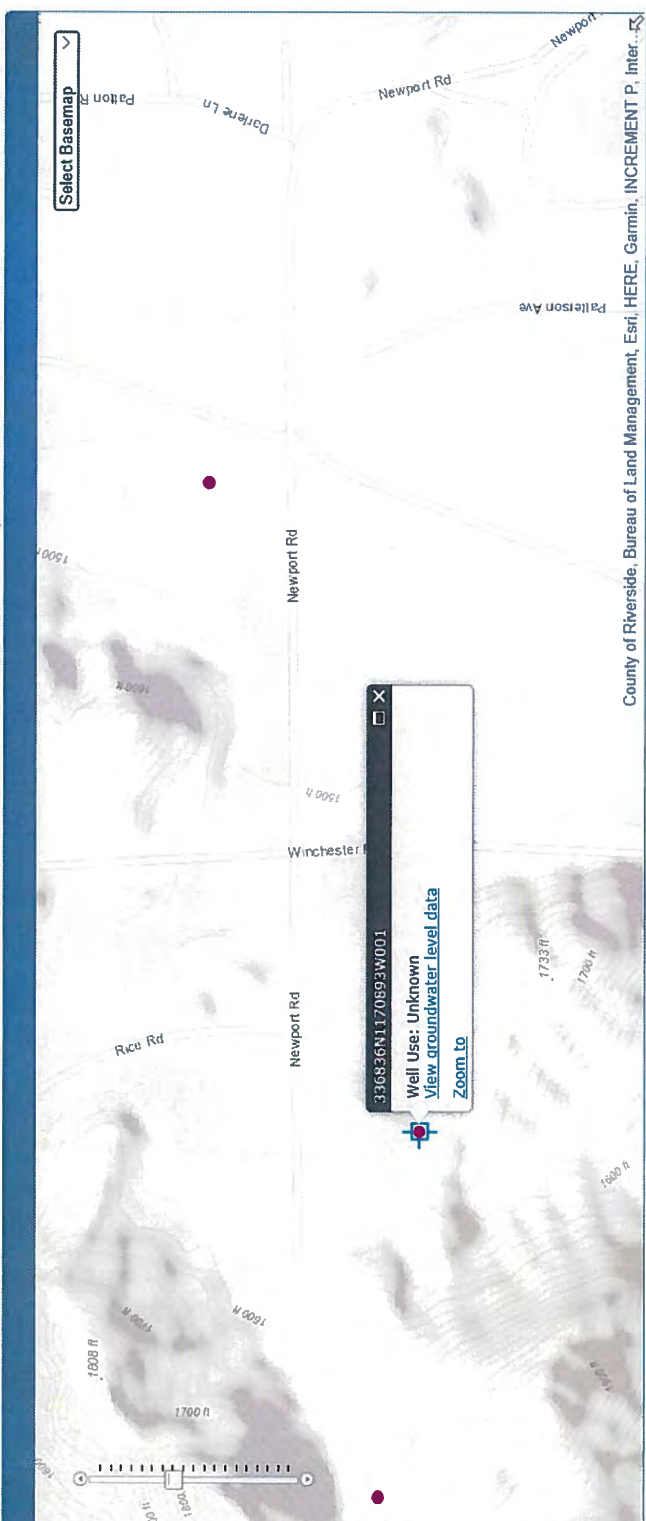 Select Basemap
Patton R
Darlene Ln
Newport Rd
Newport
Patterson Ave
1500 f
Newport Rd
1600 ft
1500 ft
Winchester
336836N1170893W001
Well Use: Unknown
View groundwater level data
Zoom to
Rice Rd
Newport Rd
1733 ft
1700 ft
1600 ft
1808 ft
1700 ft
1600 ft
1700 ft
1800
County of Riverside, Bureau of Land Management, Esri, HERE, Garmin, INCREMENT P, Inter...